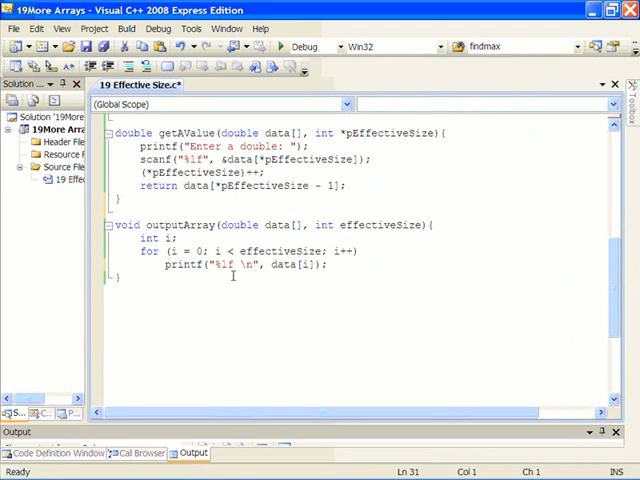 19More Arrays - Visual C++ 2008 Express Edition
File Edit View Project Build Debug Tools Window Help
Debug Win32 findmax
Solution ... 19 Effective Size.c*
(Global Scope)
Solution '19More
19More Arra
Header File
Resource F
Source File
19 Effe
double getAValue(double data[], int *pEffectiveSize){
printf("Enter a double: ");
scanf("%lf", &data[*pEffectiveSize]);
(*pEffectiveSize)++;
return data[*pEffectiveSize - 1];
}
void outputArray(double data[], int effectiveSize){
int i;
for (i = 0; i < effectiveSize; i++)
printf("%lf \n", data[i]);
}
Toolbox
S... C... P...
Output
Code Definition Window Call Browser Output
Ready Ln 31 Col 1 Ch 1 INS